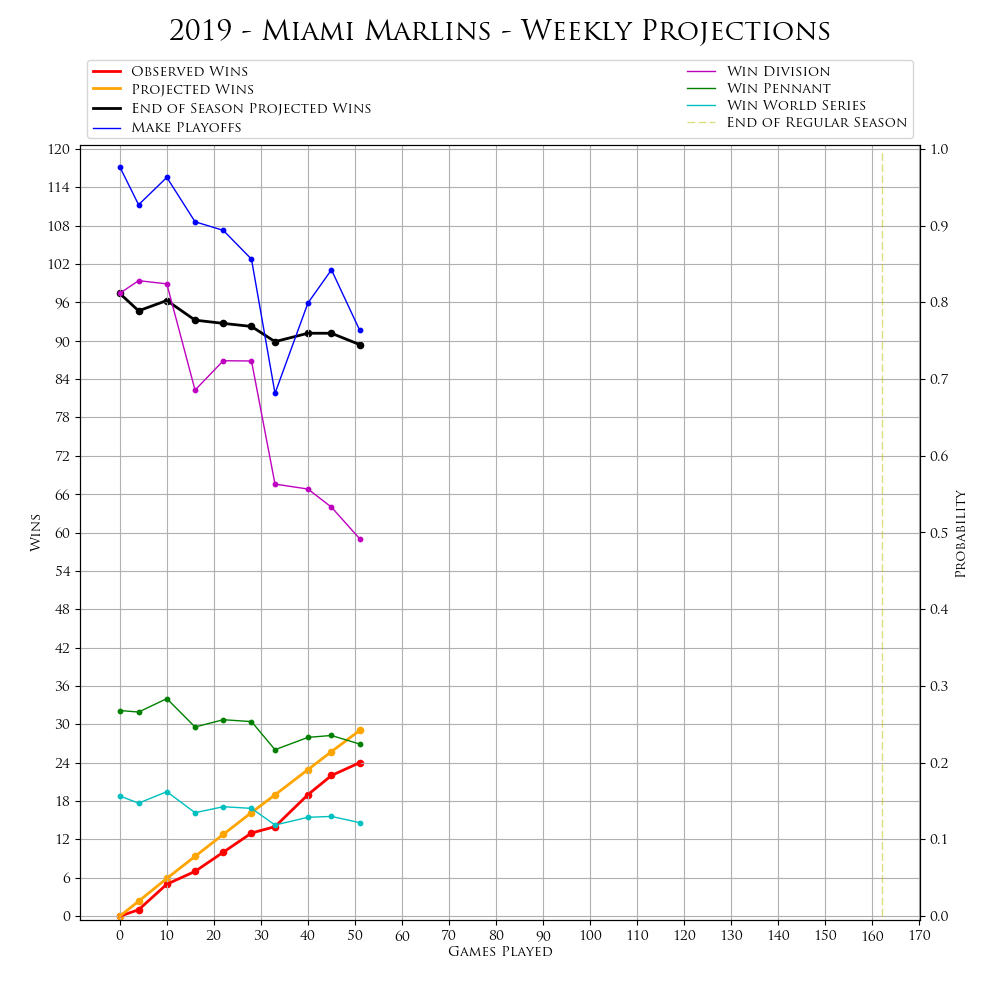 2019 - Miami Marlins - Weekly Projections
Observed Wins
Projected Wins
End of Season Projected Wins
Make Playoffs
Win Division
Win Pennant
Win World Series
End of Regular Season
120
114
108
102
96
90
84
78
72
66
60
54
48
42
36
30
24
18
12
6
0
Wins
1.0
0.9
0.8
0.7
0.6
0.5
0.4
0.3
0.2
0.1
0.0
Probability
0 10 20 30 40 50 60 70 80 90 100 110 120 130 140 150 160 170
Games Played